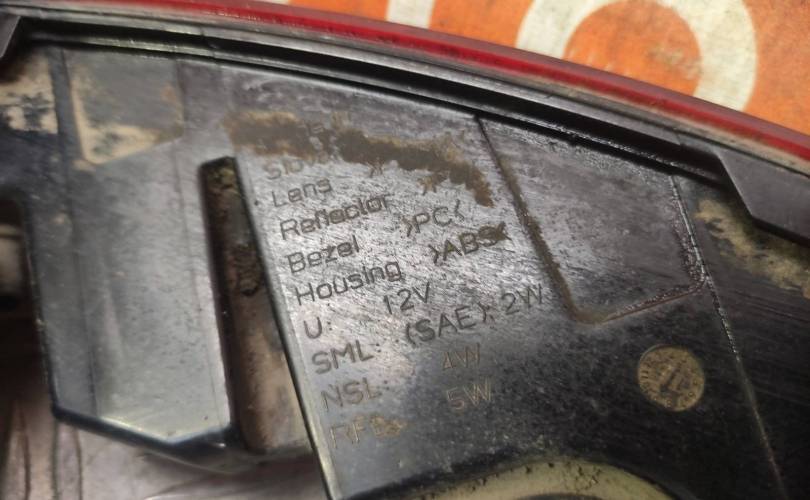 Lens
Reflector
Bezel >PC<
Housing >ABS<
U: 12V
SML: (SAE): 2W
NSL: 4W
5W